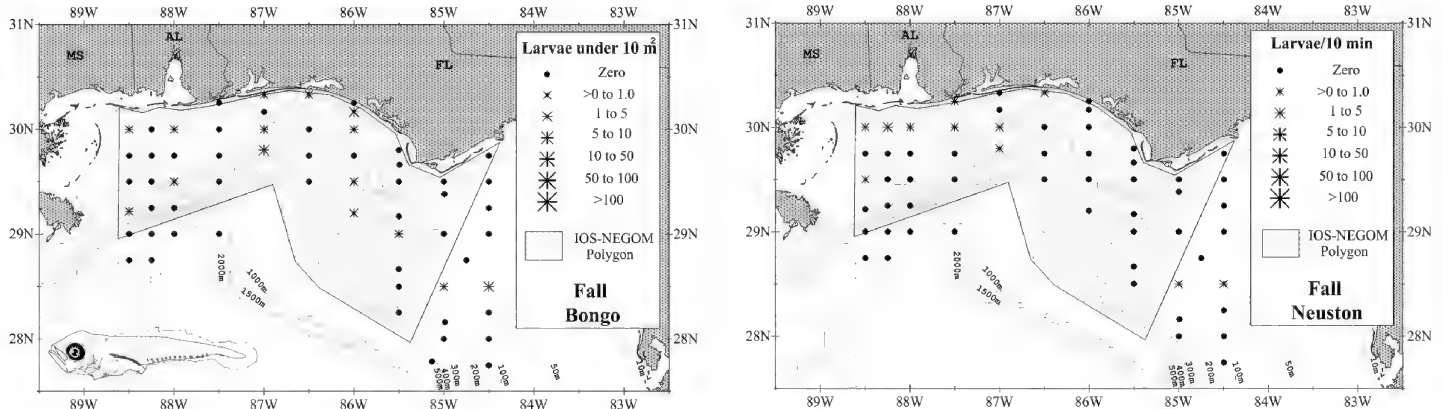 89W 88W 87W 86W 85W 84W 83W
31N 31N
30N 30N
29N 29N
28N 28N
MS
AL
FL
Larvae under 10 m2
Zero
>0 to 1.0
1 to 5
5 to 10
10 to 50
50 to 100
>100
IOS-NEGOM
Polygon
Fall
Bongo
2000m
1000m
1500m
500m
400m
300m
200m
100m
50m
10m
89W 88W 87W 86W 85W 84W 83W
89W 88W 87W 86W 85W 84W 83W
31N 31N
30N 30N
29N 29N
28N 28N
MS
AL
FL
Larvae/10 min
Zero
>0 to 1.0
1 to 5
5 to 10
10 to 50
50 to 100
>100
IOS-NEGOM
Polygon
Fall
Neuston
2000m
1000m
1500m
500m
400m
300m
200m
100m
50m
10m
89W 88W 87W 86W 85W 84W 83W